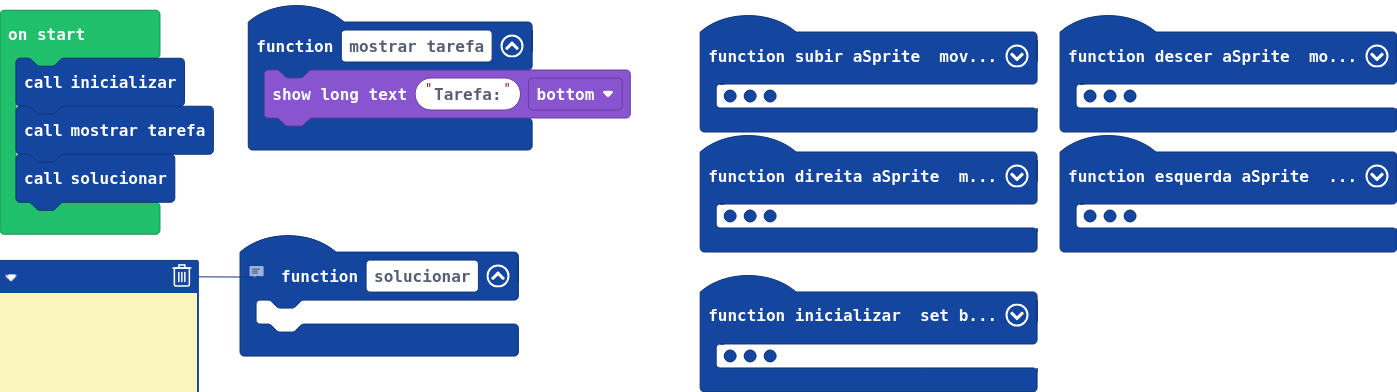 on start
call inicializar
call mostrar tarefa
call solucionar
function mostrar tarefa
show long text "Tarefa:" bottom
function solucionar
function subir aSprite mov...
function descer aSprite mo...
function direita aSprite m...
function esquerda aSprite ...
function inicializar set b...